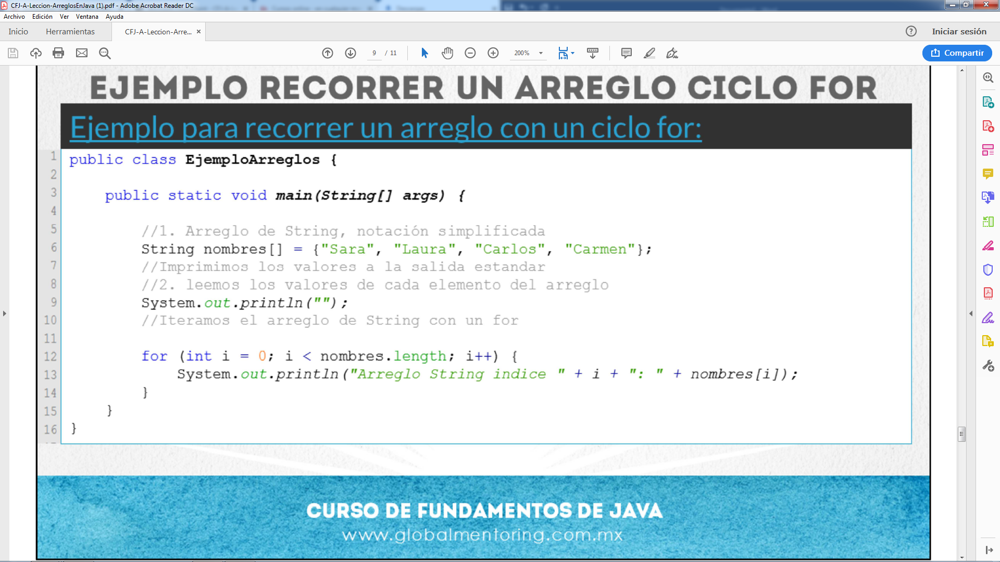 CFJ-A-Leccion-ArreglosEnJava (1).pdf - Adobe Acrobat Reader DC
Archivo Edición Ver Ventana Ayuda
Inicio Herramientas CFJ-A-Leccion-Arre... × Iniciar sesión
9 / 11 200% Compartir
EJEMPLO RECORRER UN ARREGLO CICLO FOR
Ejemplo para recorrer un arreglo con un ciclo for:
1 public class EjemploArreglos {
2
3 public static void main(String[] args) {
4
5 //1. Arreglo de String, notación simplificada
6 String nombres[] = {"Sara", "Laura", "Carlos", "Carmen"};
7 //Imprimimos los valores a la salida estandar
8 //2. leemos los valores de cada elemento del arreglo
9 System.out.println("");
10 //Iteramos el arreglo de String con un for
11
12 for (int i = 0; i < nombres.length; i++) {
13 System.out.println("Arreglo String indice " + i + ": " + nombres[i]);
14 }
15 }
16 }
CURSO DE FUNDAMENTOS DE JAVA
www.globalmentoring.com.mx